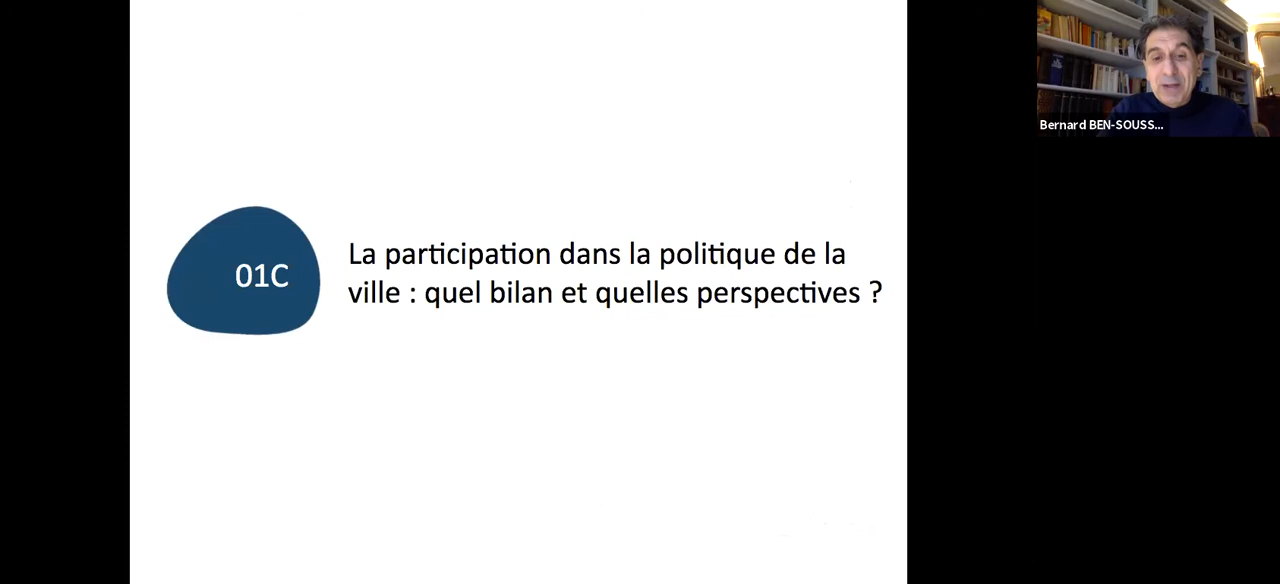 01C
La participation dans la politique de la
ville : quel bilan et quelles perspectives ?
Bernard BEN-SOUSS...